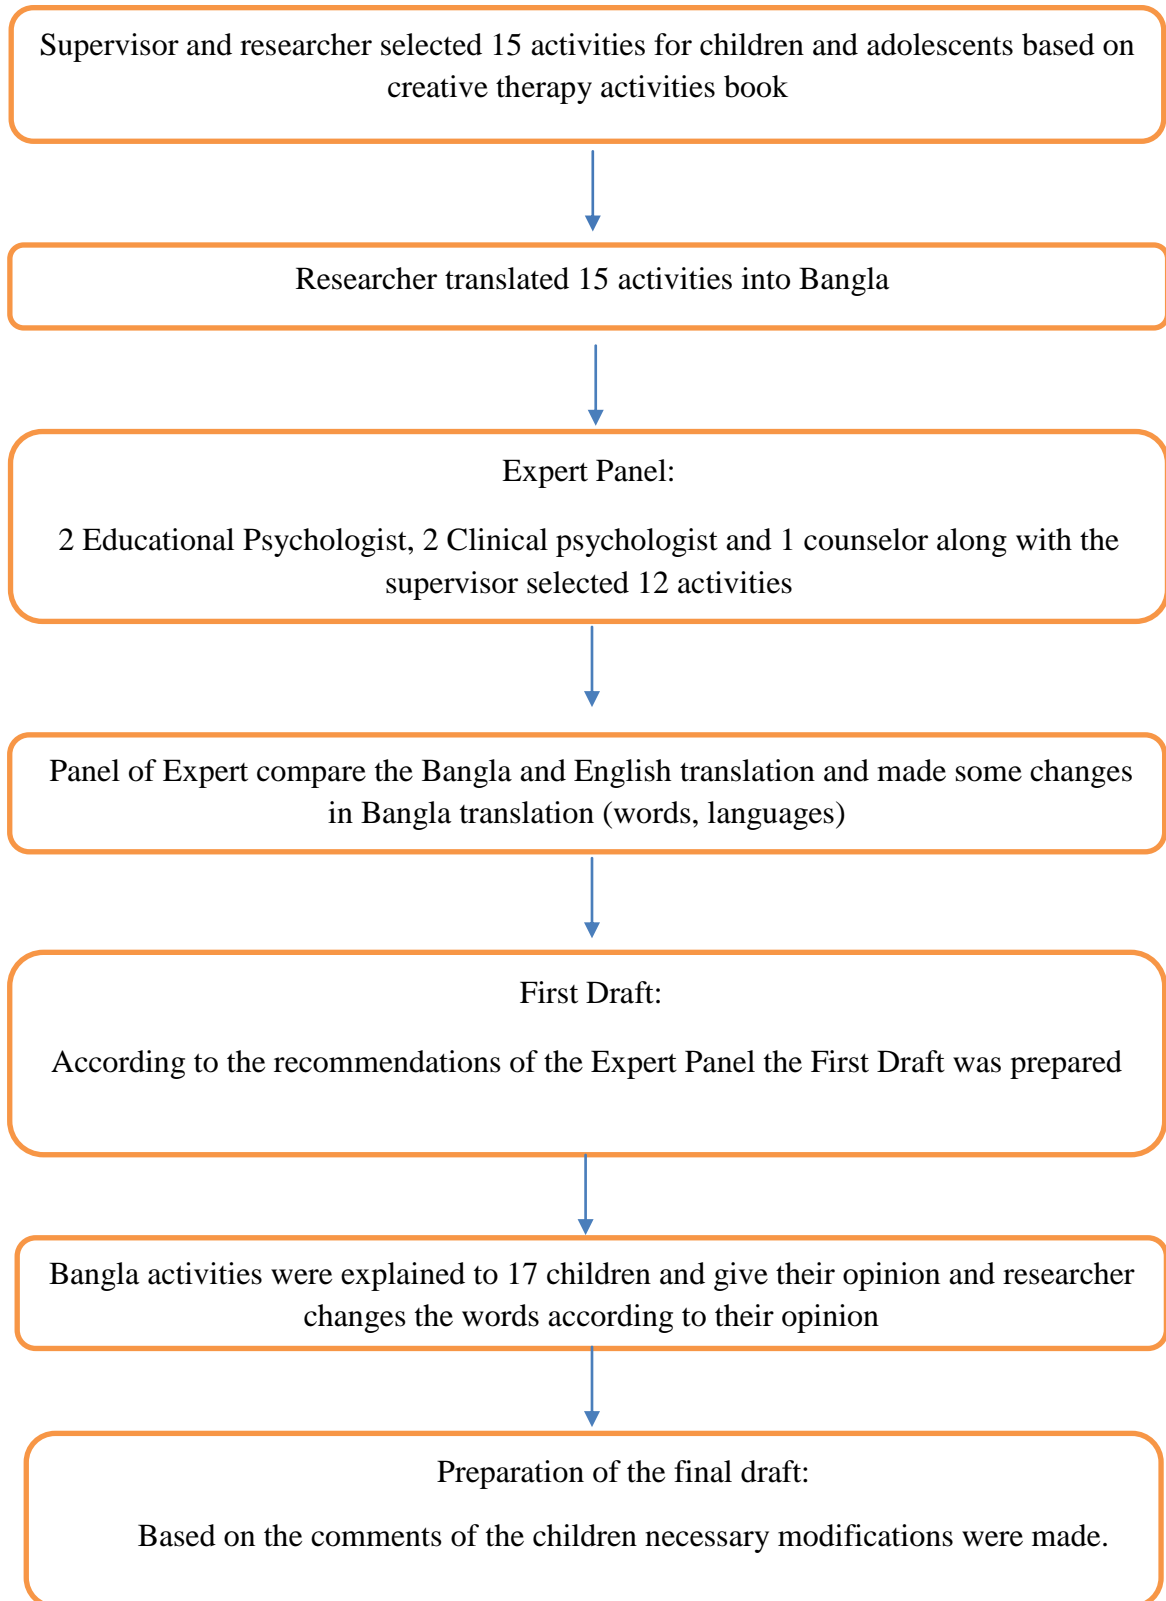 Supervisor and researcher selected 15 activities for children and adolescents based on
creative therapy activities book
Researcher translated 15 activities into Bangla
Expert Panel:
2 Educational Psychologist, 2 Clinical psychologist and 1 counselor along with the
supervisor selected 12 activities
Panel of Expert compare the Bangla and English translation and made some changes
in Bangla translation (words, languages)
First Draft:
According to the recommendations of the Expert Panel the First Draft was prepared
Bangla activities were explained to 17 children and give their opinion and researcher
changes the words according to their opinion
Preparation of the final draft:
Based on the comments of the children necessary modifications were made.